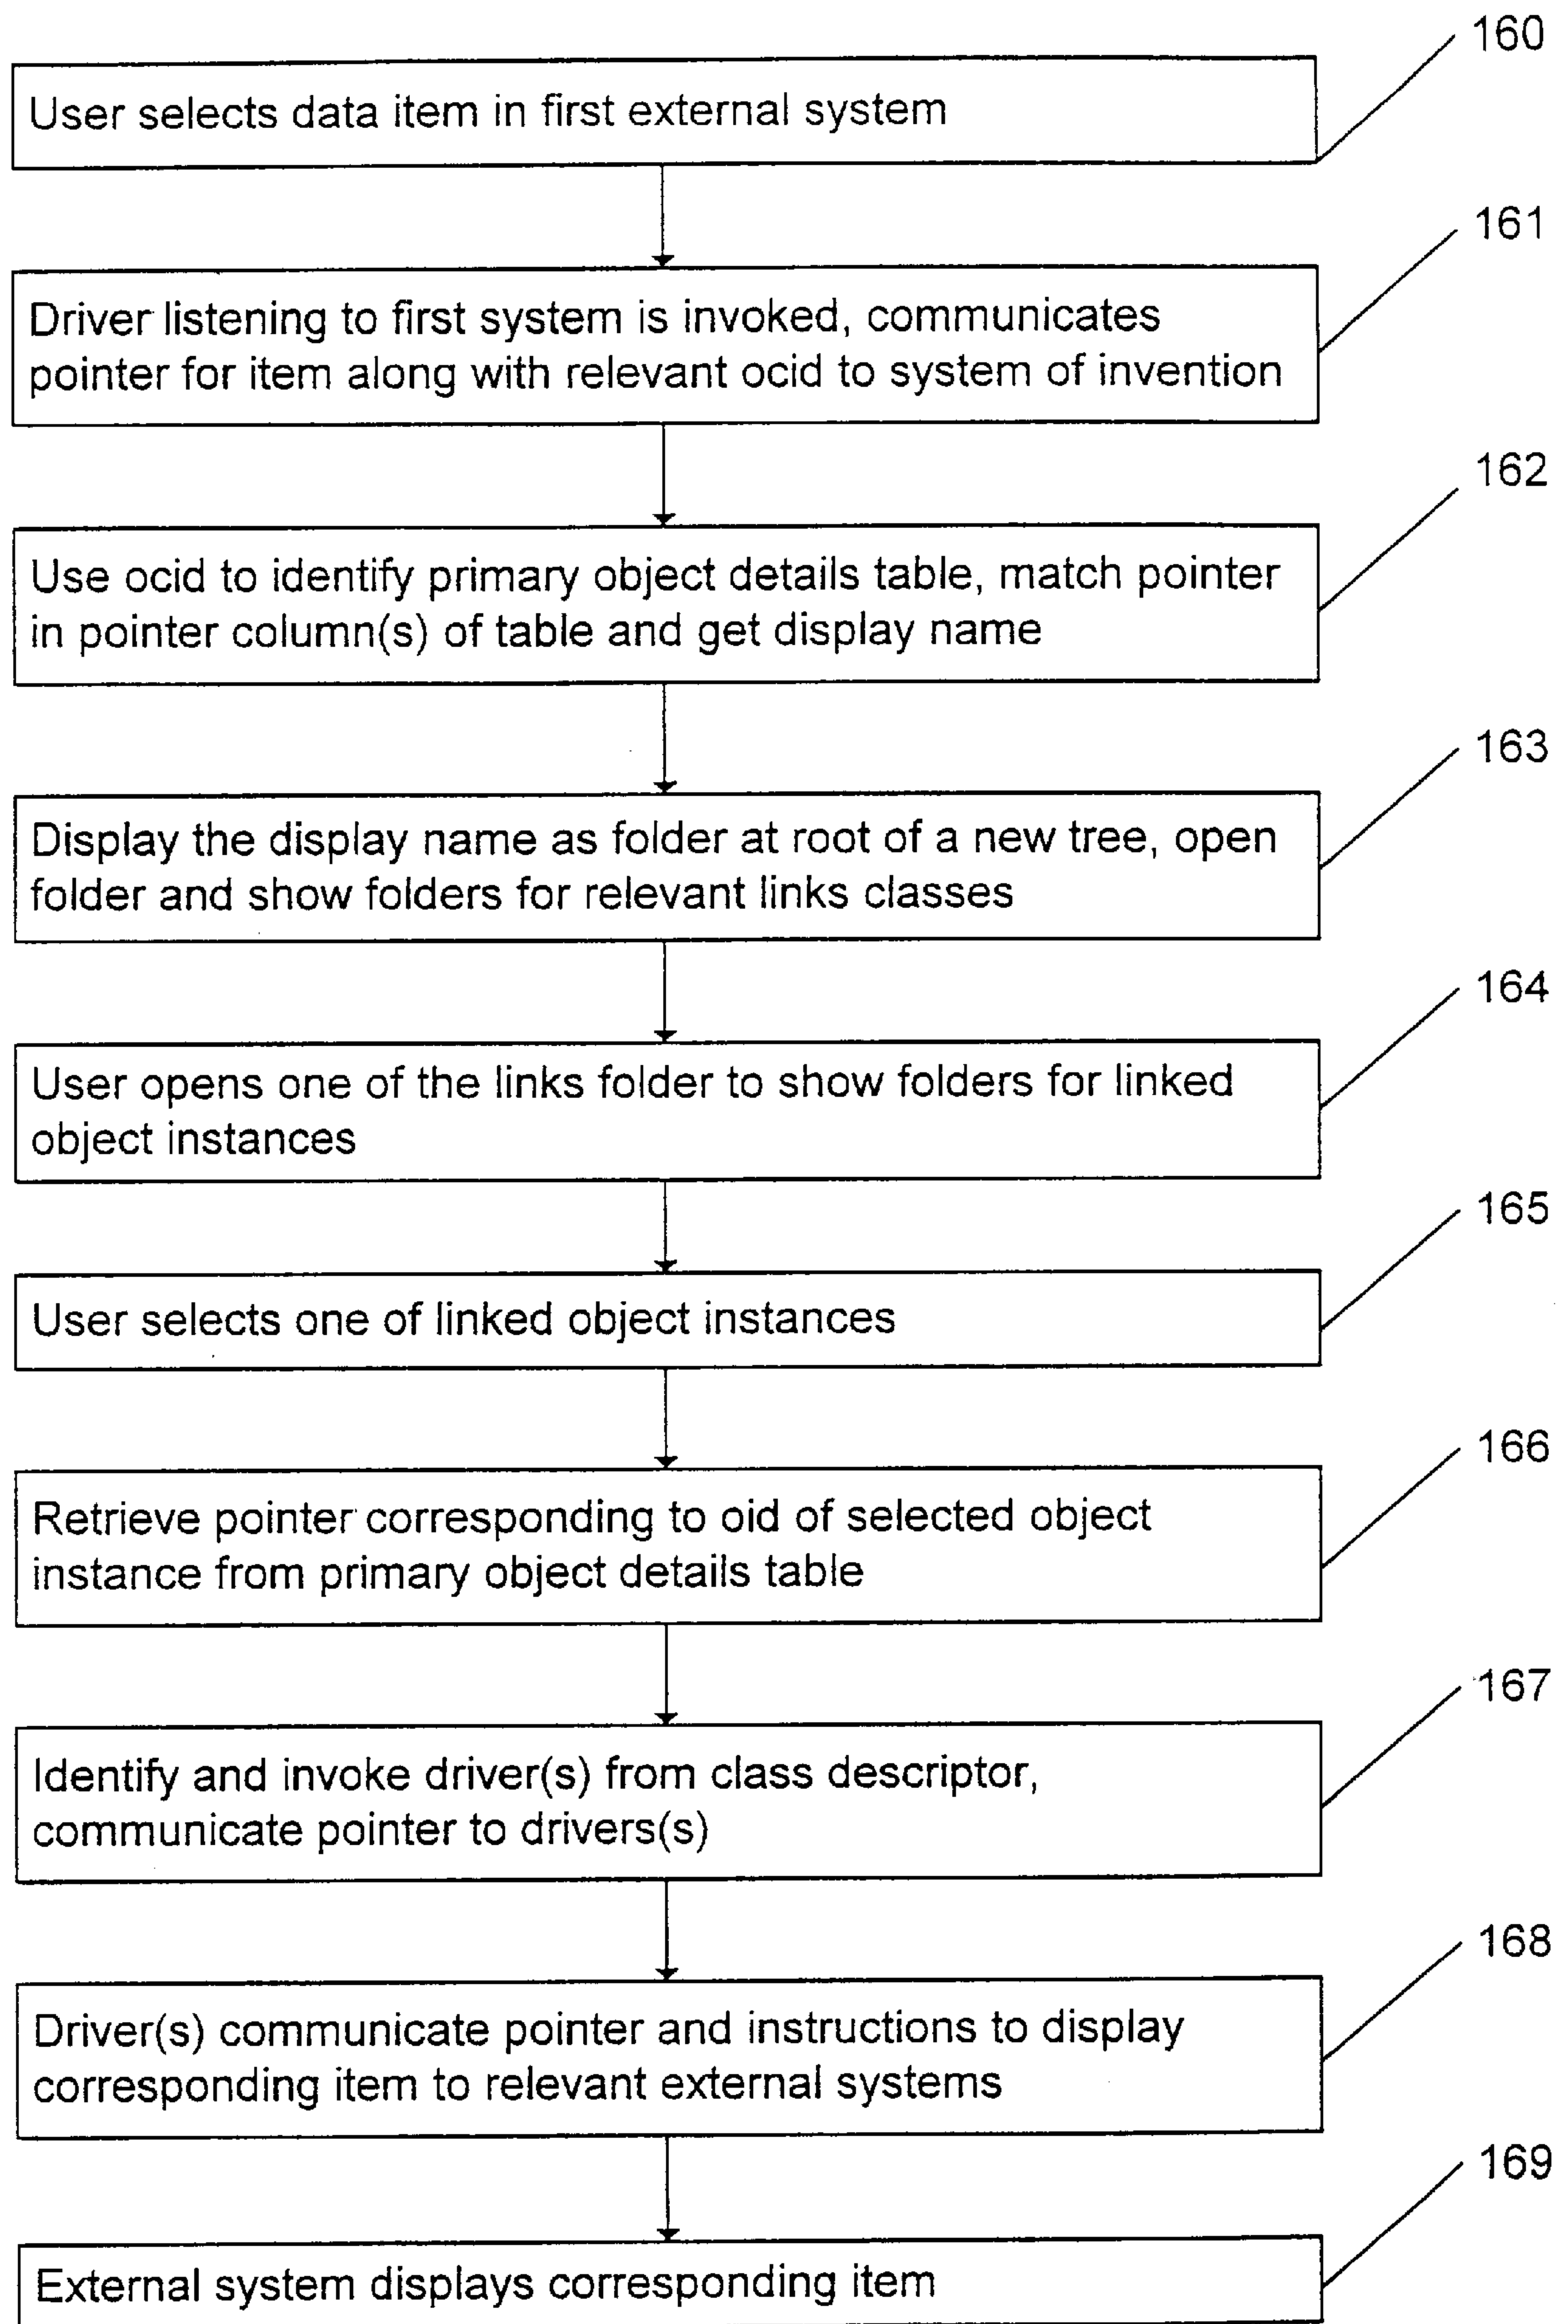 160
User selects data item in first external system
161
Driver listening to first system is invoked, communicates
pointer for item along with relevant ocid to system of invention
162
Use ocid to identify primary object details table, match pointer
in pointer column(s) of table and get display name
163
Display the display name as folder at root of a new tree, open
folder and show folders for relevant links classes
164
User opens one of the links folder to show folders for linked
object instances
165
User selects one of linked object instances
166
Retrieve pointer corresponding to oid of selected object
instance from primary object details table
167
Identify and invoke driver(s) from class descriptor,
communicate pointer to drivers(s)
168
Driver(s) communicate pointer and instructions to display
corresponding item to relevant external systems
169
External system displays corresponding item